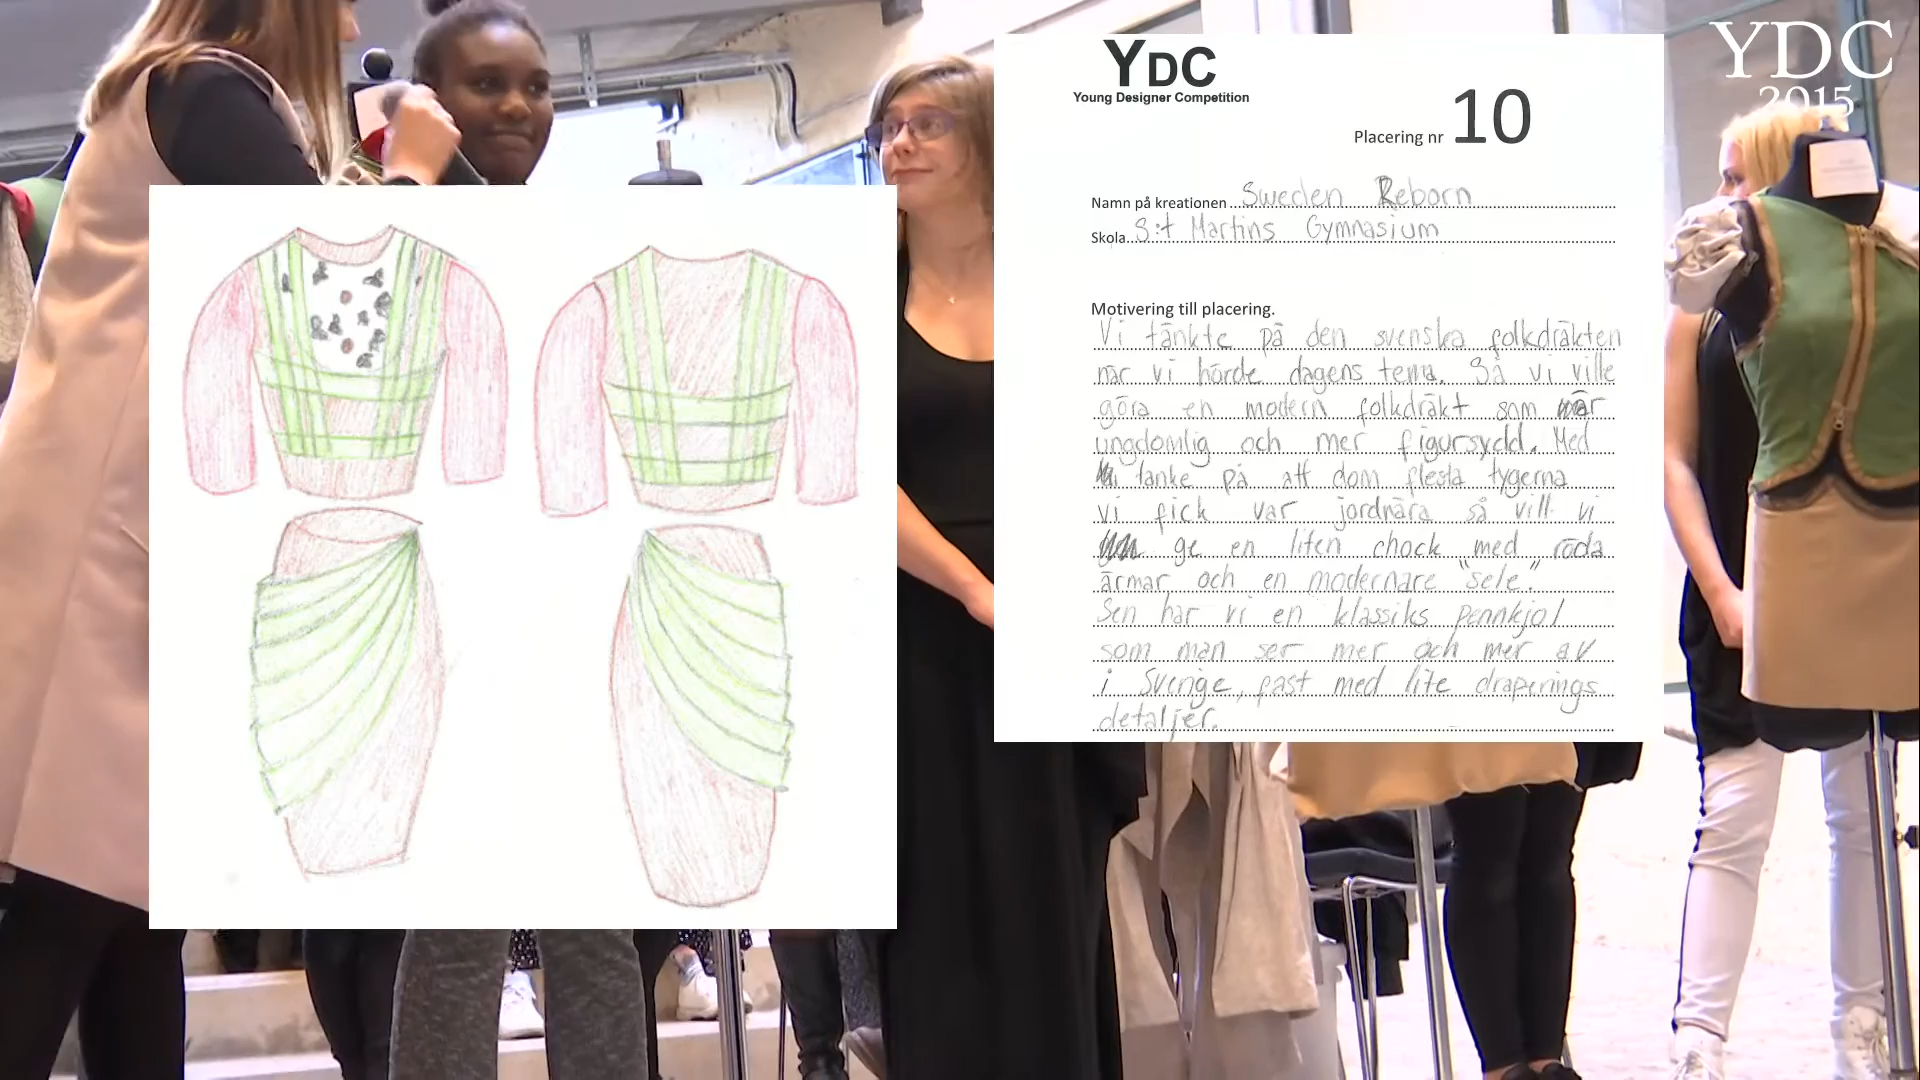 YDC
2015
YDC
Young Designer Competition
Placering nr 10
Namn på kreationen Sweden Reborn
Skola S:t Martins Gymnasium
Motivering till placering.
Vi tänkte på den svenska folkdräkten
när vi hörde dagens tema. Så vi ville
göra en modern folkdräkt som är
ungdomlig och mer figursydd. Med
tanke på att dom flesta tygerna
vi fick var jordnära så vill vi
ge en liten chock med röda
ärmar och en modernare "sele."
Sen har vi en klassiks pennkjol
som man ser mer och mer av
i Sverige, fast med lite draperings
detaljer.